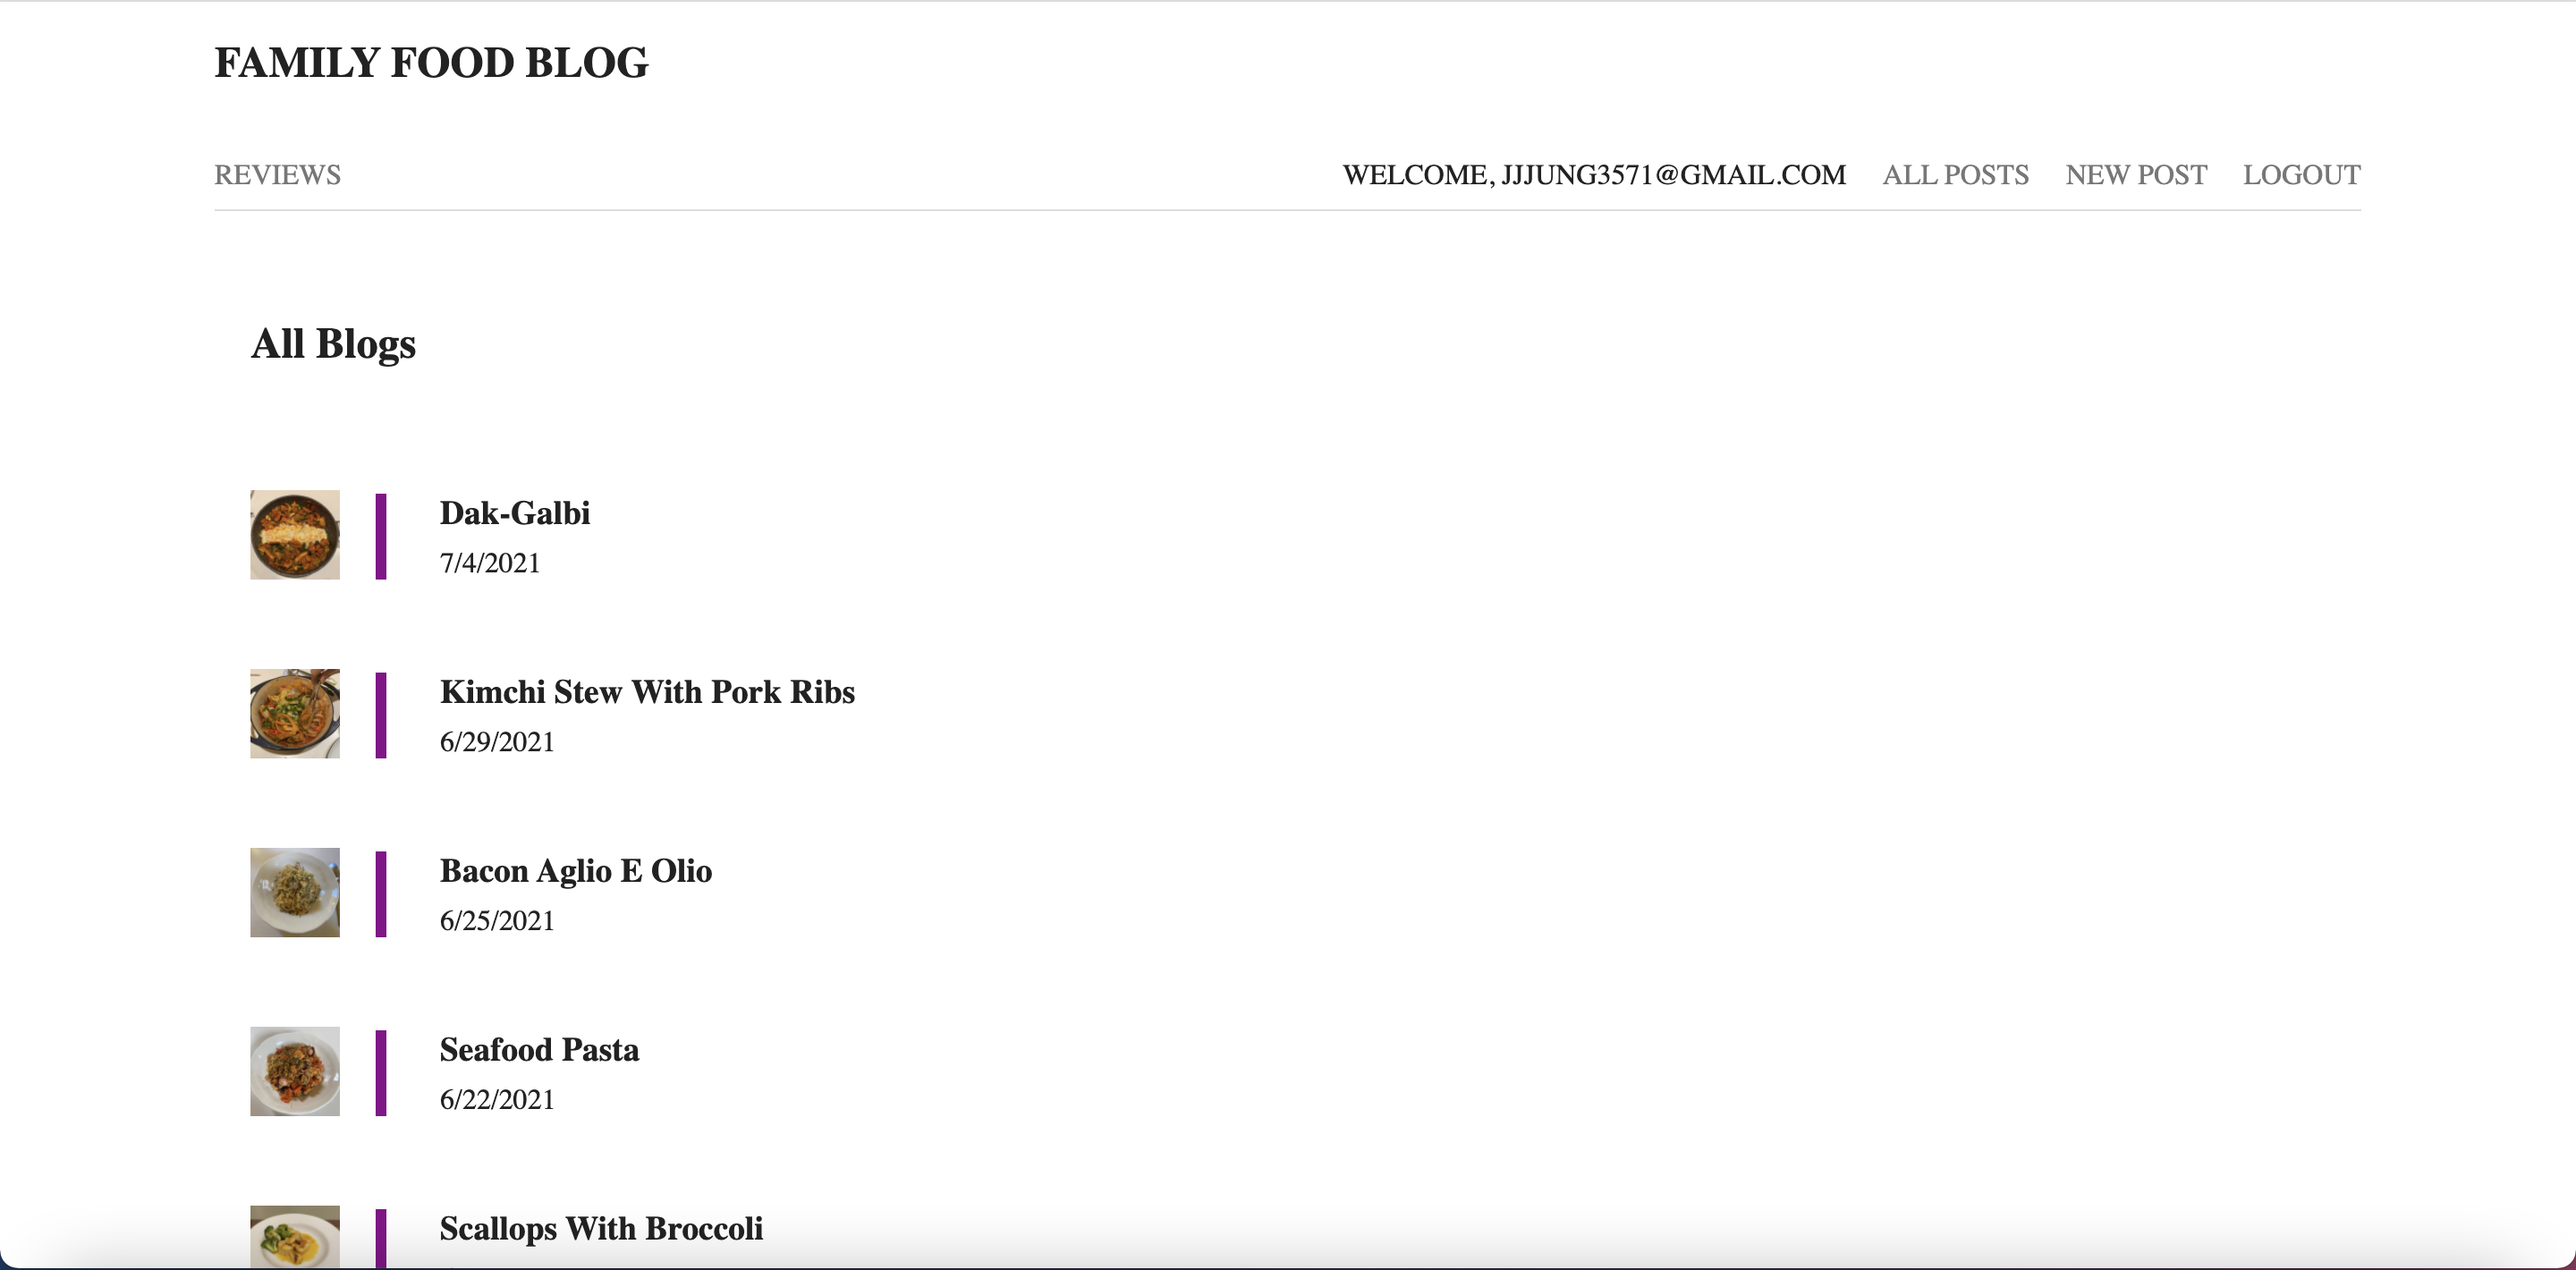 FAMILY FOOD BLOG
REVIEWS WELCOME, JJJUNG3571@GMAIL.COM ALL POSTS NEW POST LOGOUT
All Blogs
Dak-Galbi
7/4/2021
Kimchi Stew With Pork Ribs
6/29/2021
Bacon Aglio E Olio
6/25/2021
Seafood Pasta
6/22/2021
Scallops With Broccoli